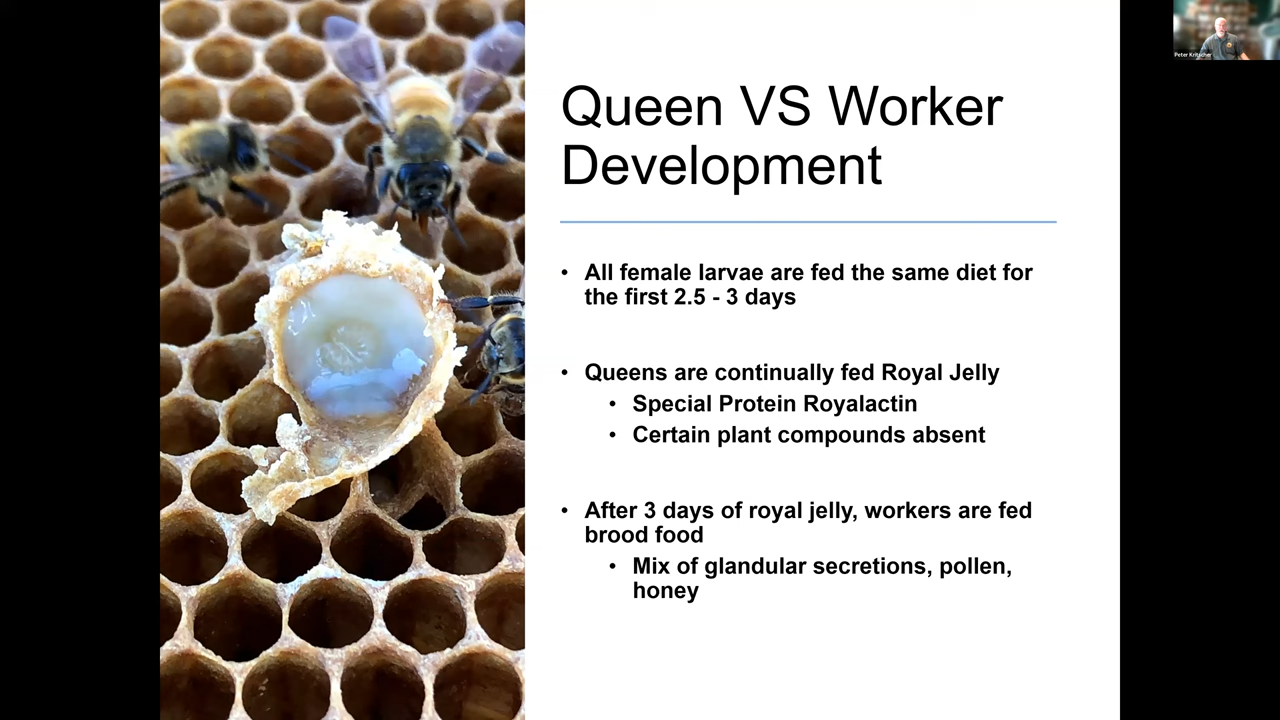 Queen VS Worker
Development
• All female larvae are fed the same diet for
the first 2.5 - 3 days
• Queens are continually fed Royal Jelly
• Special Protein Royalactin
• Certain plant compounds absent
• After 3 days of royal jelly, workers are fed
brood food
• Mix of glandular secretions, pollen,
honey
Peter Kritscher